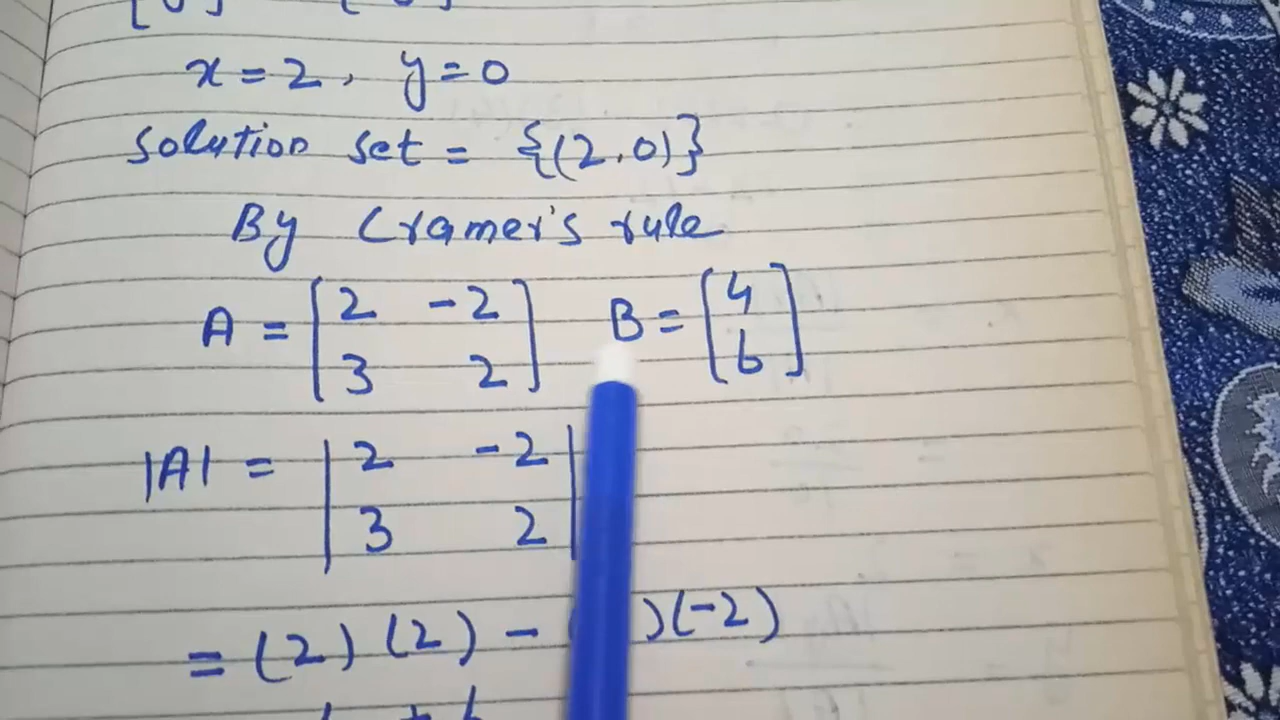 x = 2, y = 0
Solution set = {(2,0)}
By Cramer's rule
A = [2 -2
3 2] B = [4
6]
|A| = |2 -2
3 2|
= (2) (2) - )(-2)